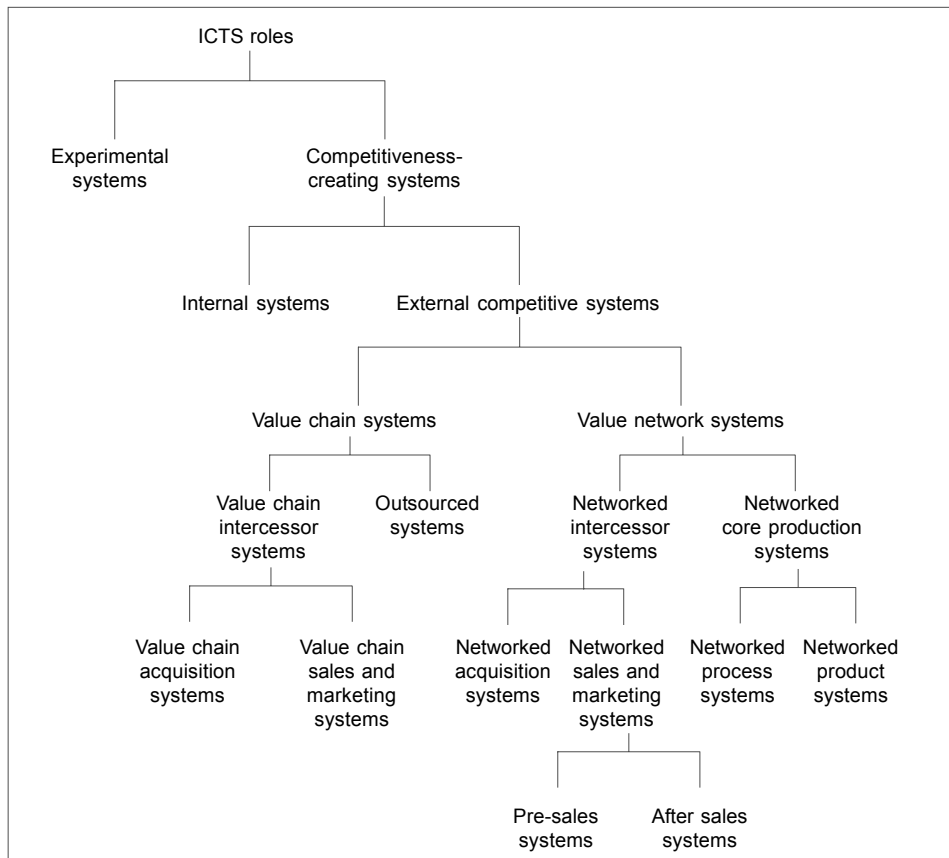 ICTS roles
Experimental
systems
Competitiveness-
creating systems
Internal systems
External competitive systems
Value chain systems
Value network systems
Value chain
intercessor
systems
Outsourced
systems
Networked
intercessor
systems
Networked
core production
systems
Value chain
acquisition
systems
Value chain
sales and
marketing
systems
Networked
acquisition
systems
Networked
sales and
marketing
systems
Networked
process
systems
Networked
product
systems
Pre-sales
systems
After sales
systems